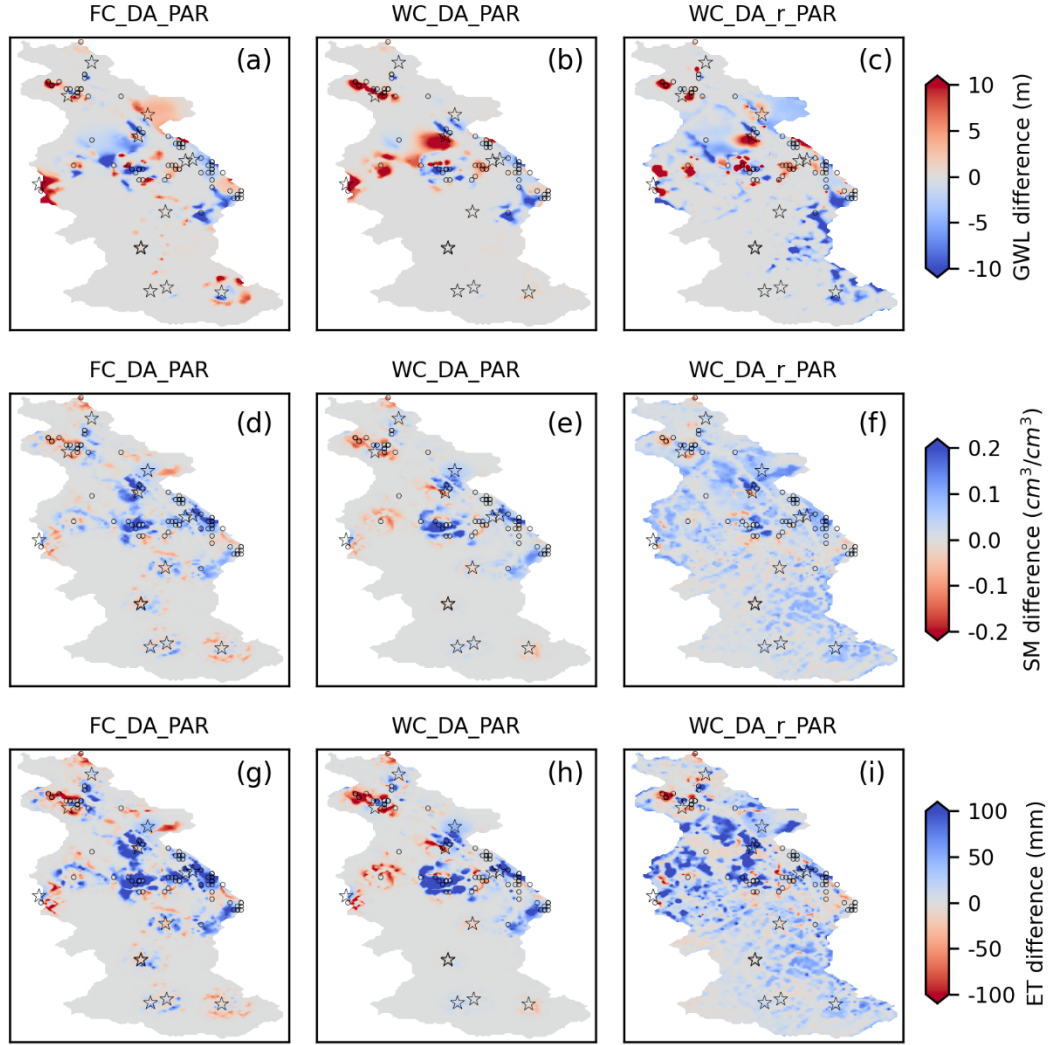 FC_DA_PAR
WC_DA_PAR
WC_DA_r_PAR
(a)
(b)
(c)
10
5
0
-5
-10
GWL difference (m)
FC_DA_PAR
WC_DA_PAR
WC_DA_r_PAR
(d)
(e)
(f)
0.2
0.1
0.0
-0.1
-0.2
SM difference (cm³/cm³)
FC_DA_PAR
WC_DA_PAR
WC_DA_r_PAR
(g)
(h)
(i)
100
50
0
-50
-100
ET difference (mm)